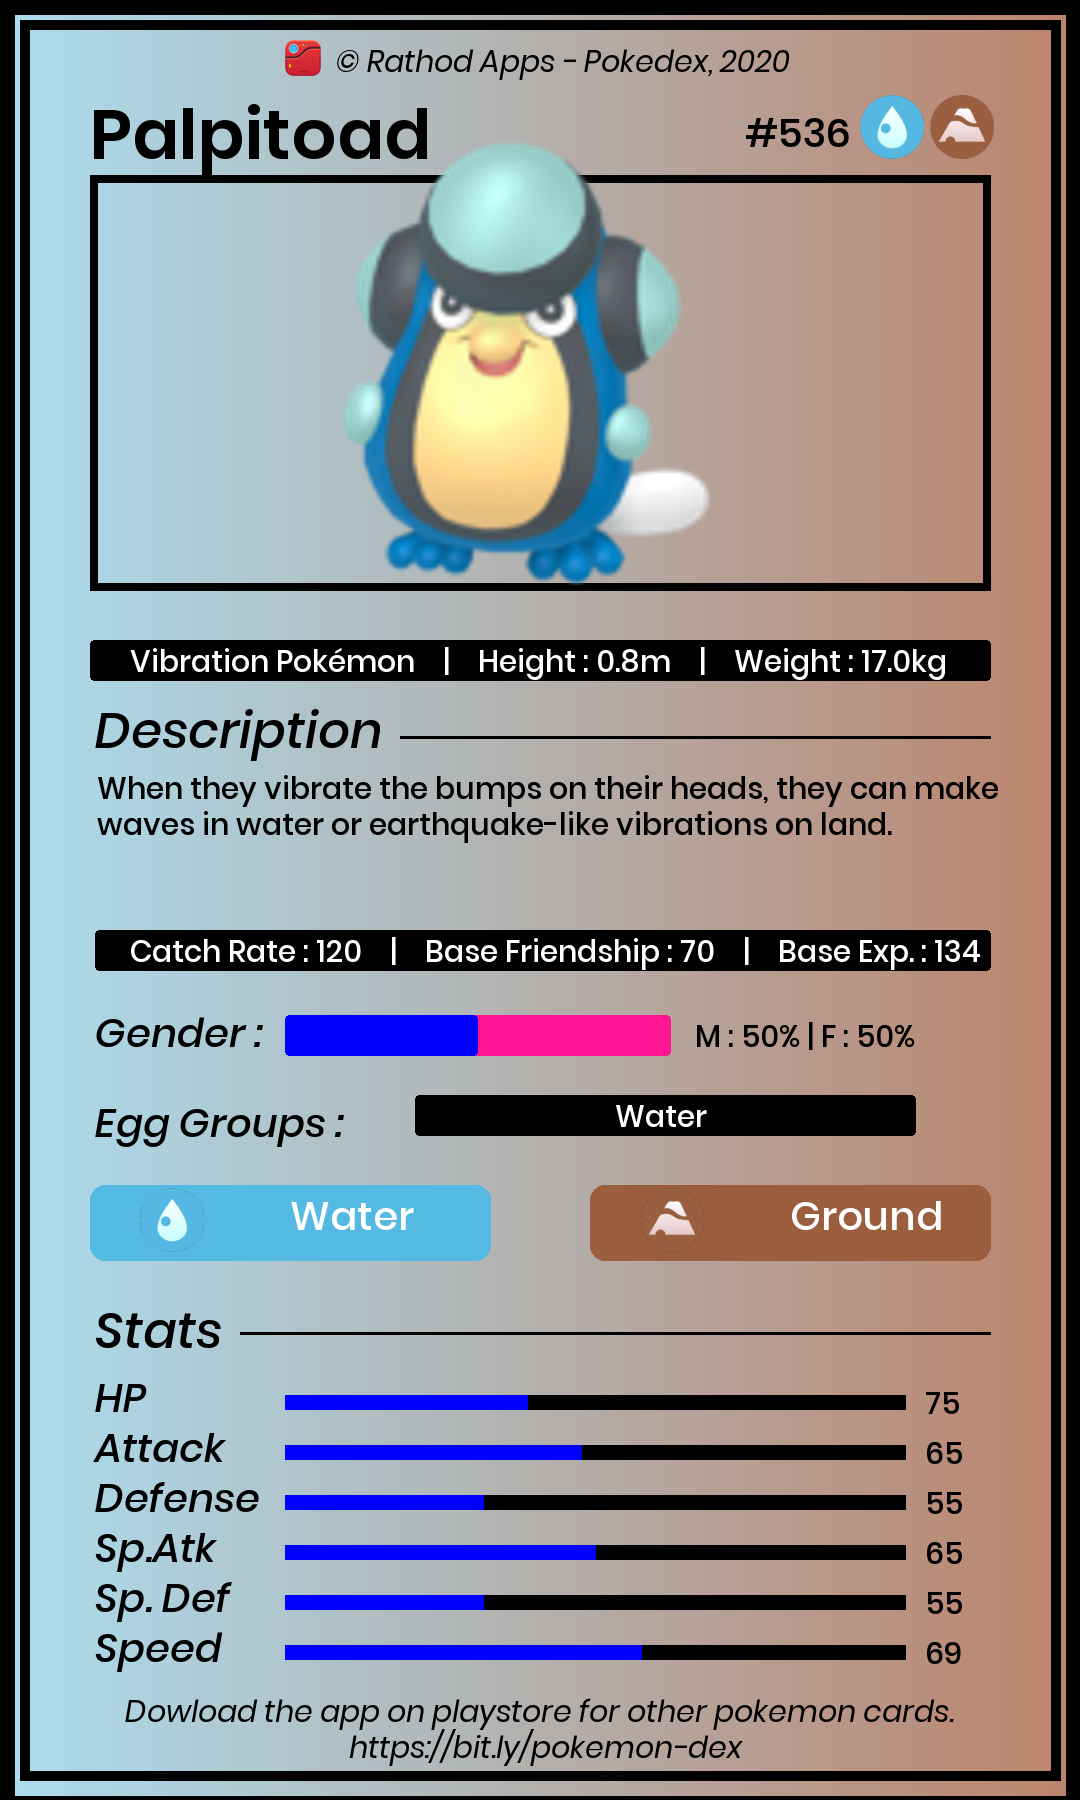 © Rathod Apps - Pokedex, 2020
Palpitoad #536
Vibration Pokémon | Height : 0.8m | Weight : 17.0kg
Description
When they vibrate the bumps on their heads, they can make
waves in water or earthquake-like vibrations on land.
Catch Rate : 120 | Base Friendship : 70 | Base Exp. : 134
Gender : M : 50% | F : 50%
Egg Groups : Water
Water Ground
Stats
HP 75
Attack 65
Defense 55
Sp.Atk 65
Sp. Def 55
Speed 69
Dowload the app on playstore for other pokemon cards.
https://bit.ly/pokemon-dex